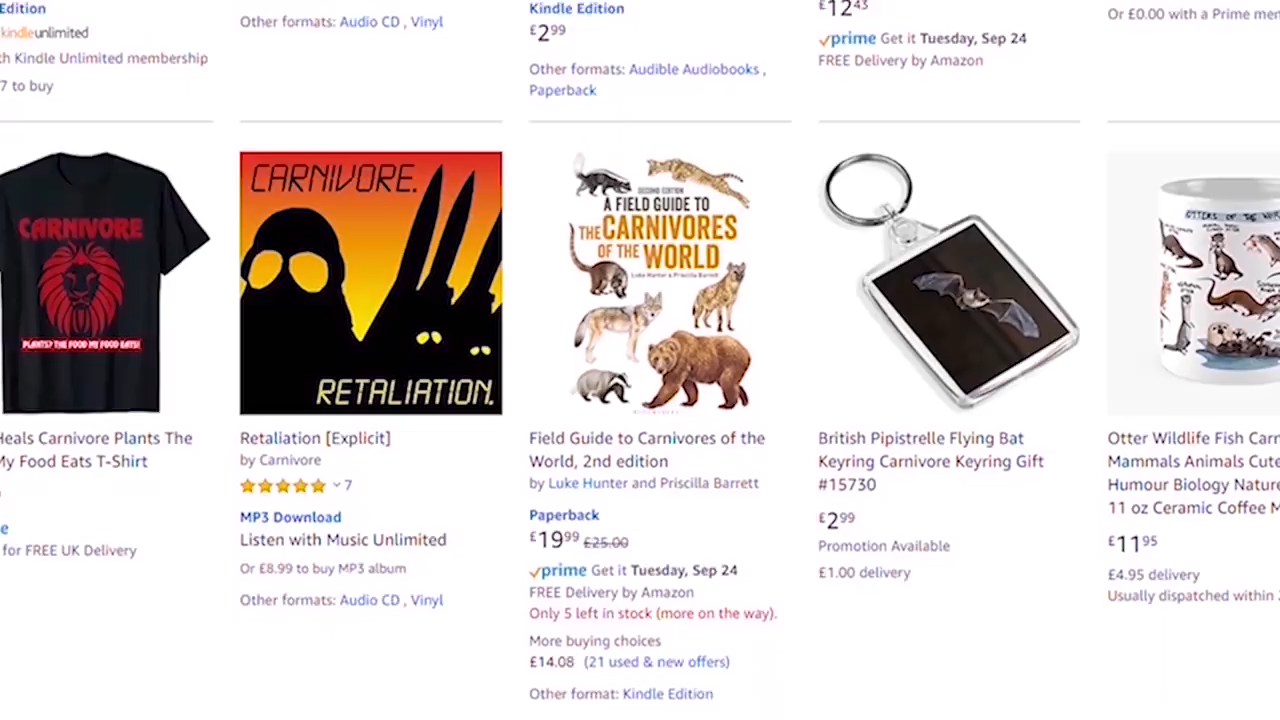 Edition
kindleunlimited
th Kindle Unlimited membership
7 to buy
Other formats: Audio CD , Vinyl
Kindle Edition
£2.99
Other formats: Audible Audiobooks ,
Paperback
£12.43
prime Get it Tuesday, Sep 24
FREE Delivery by Amazon
Or £0.00 with a Prime mem
CARNIVORE
PLANTS? THE FOOD MY FOOD EATS!
Heals Carnivore Plants The
My Food Eats T-Shirt
e
for FREE UK Delivery
CARNIVORE.
RETALIATION.
Retaliation [Explicit]
by Carnivore
7
MP3 Download
Listen with Music Unlimited
Or £8.99 to buy MP3 album
Other formats: Audio CD , Vinyl
SECOND EDITION
A FIELD GUIDE TO
THE CARNIVORES
OF THE WORLD
Luke Hunter & Priscilla Barrett
BLOOMSBURY
Field Guide to Carnivores of the
World, 2nd edition
by Luke Hunter and Priscilla Barrett
Paperback
£19.99 £25.00
prime Get it Tuesday, Sep 24
FREE Delivery by Amazon
Only 5 left in stock (more on the way).
More buying choices
£14.08 (21 used & new offers)
Other format: Kindle Edition
British Pipistrelle Flying Bat
Keyring Carnivore Keyring Gift
#15730
£2.99
Promotion Available
£1.00 delivery
OTTERS OF THE WOR
Otter Wildlife Fish Carn
Mammals Animals Cute
Humour Biology Nature
11 oz Ceramic Coffee M
£11.95
£4.95 delivery
Usually dispatched within